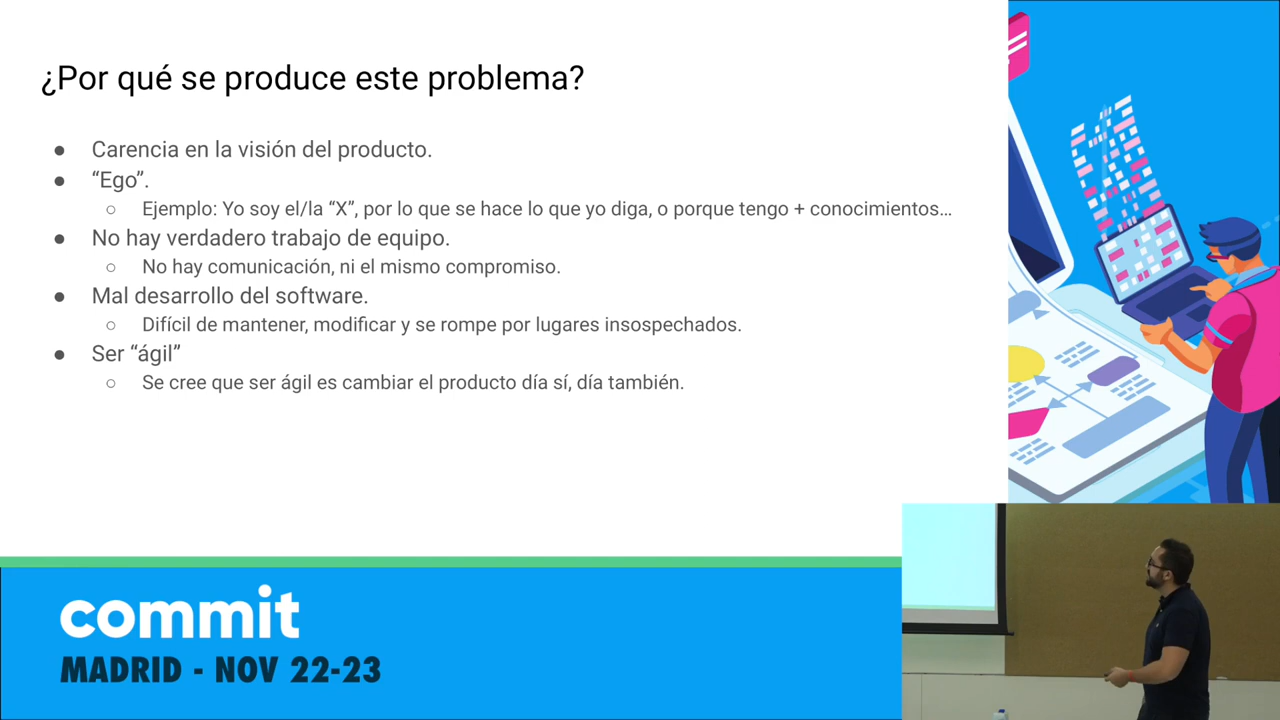 ¿Por qué se produce este problema?
● Carencia en la visión del producto.
● “Ego”.
○ Ejemplo: Yo soy el/la “X”, por lo que se hace lo que yo diga, o porque tengo + conocimientos…
● No hay verdadero trabajo de equipo.
○ No hay comunicación, ni el mismo compromiso.
● Mal desarrollo del software.
○ Difícil de mantener, modificar y se rompe por lugares insospechados.
● Ser “ágil”
○ Se cree que ser ágil es cambiar el producto día sí, día también.
commit
MADRID - NOV 22-23